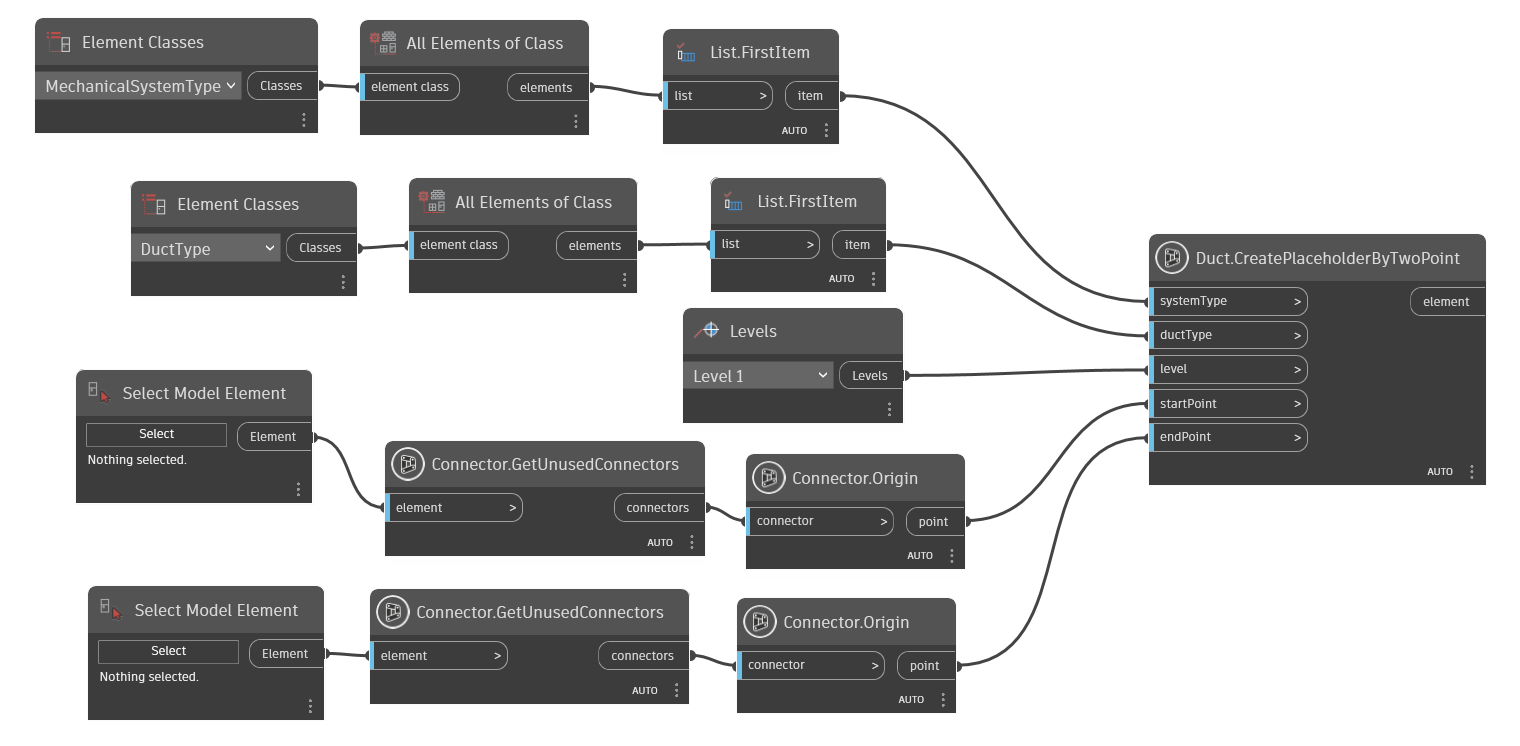 Element Classes
MechanicalSystemType
Classes
All Elements of Class
element class
elements
List.FirstItem
list >
item
AUTO
Element Classes
DuctType
Classes
All Elements of Class
element class
elements
List.FirstItem
list >
item
AUTO
Levels
Level 1
Levels
Select Model Element
Select
Element
Nothing selected.
Connector.GetUnusedConnectors
element >
connectors
AUTO
Connector.Origin
connector >
point
AUTO
Select Model Element
Select
Element
Nothing selected.
Connector.GetUnusedConnectors
element >
connectors
AUTO
Connector.Origin
connector >
point
AUTO
Duct.CreatePlaceholderByTwoPoint
systemType >
element
ductType >
level >
startPoint >
endPoint >
AUTO